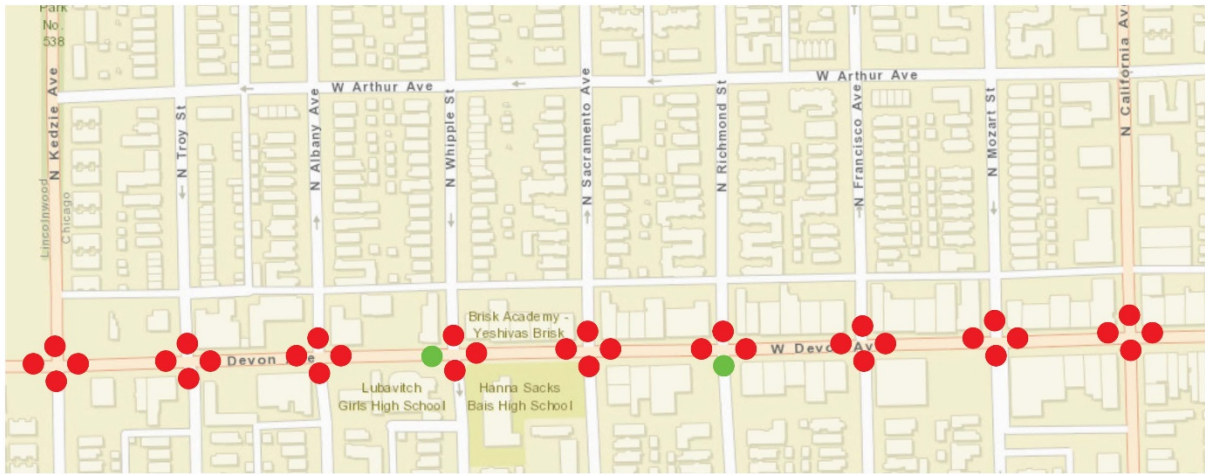 Park
No.
538
W Arthur Ave
W Arthur Ave
N Kedzie Ave
N Troy St
N Albany Ave
N Whipple St
N Sacramento Ave
N Richmond St
N Francisco Ave
N Mozart St
N California Ave
Lincolnwood
Chicago
Brisk Academy -
Yeshivas Brisk
Devon
W Devon Av
Lubavitch
Girls High School
Hanna Sacks
Bais High School